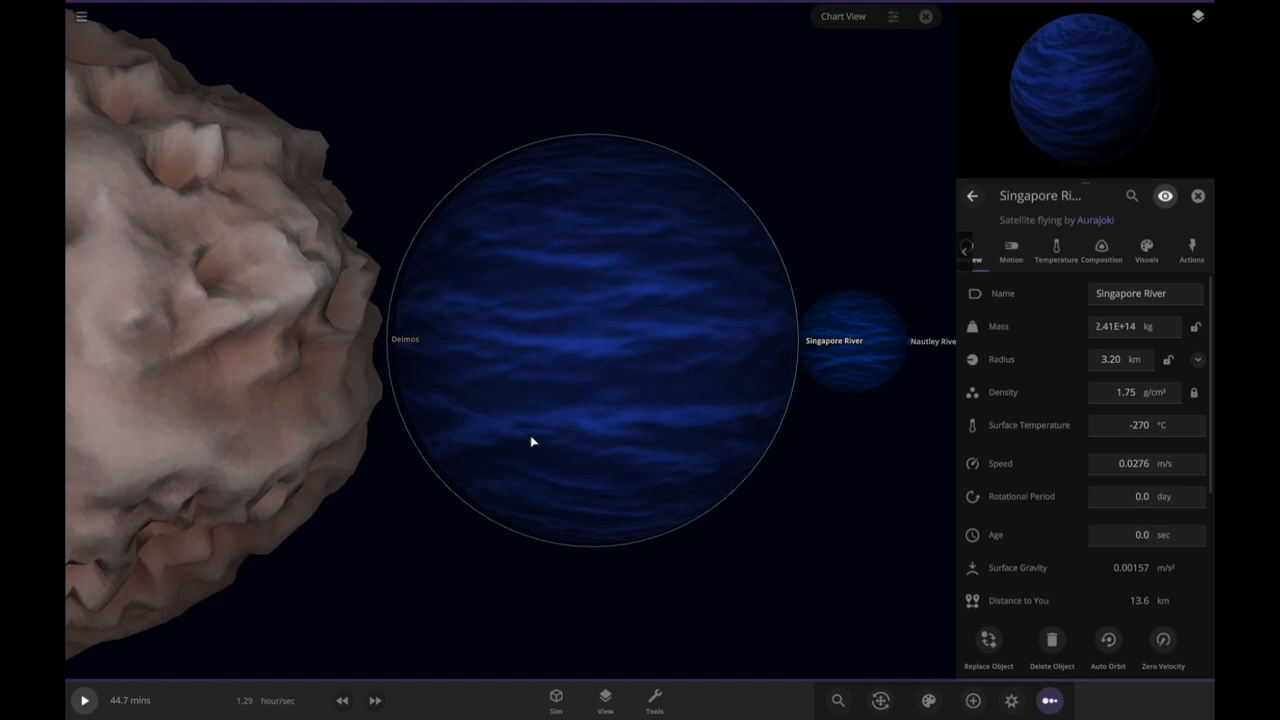 Chart View
Singapore Ri...
Satellite flying by Aurajoki
Motion Temperature Composition Visuals Actions
Name Singapore River
Mass 2.41E+14 kg
Radius 3.20 km
Density 1.75 g/cm³
Surface Temperature -270 °C
Speed 0.0276 m/s
Rotational Period 0.0 day
Age 0.0 sec
Surface Gravity 0.00157 m/s²
Distance to You 13.6 km
Replace Object Delete Object Auto Orbit Zero Velocity
Deimos
Singapore River
Nautley Rive
44.7 mins 1.29 hour/sec
Sim View Tools